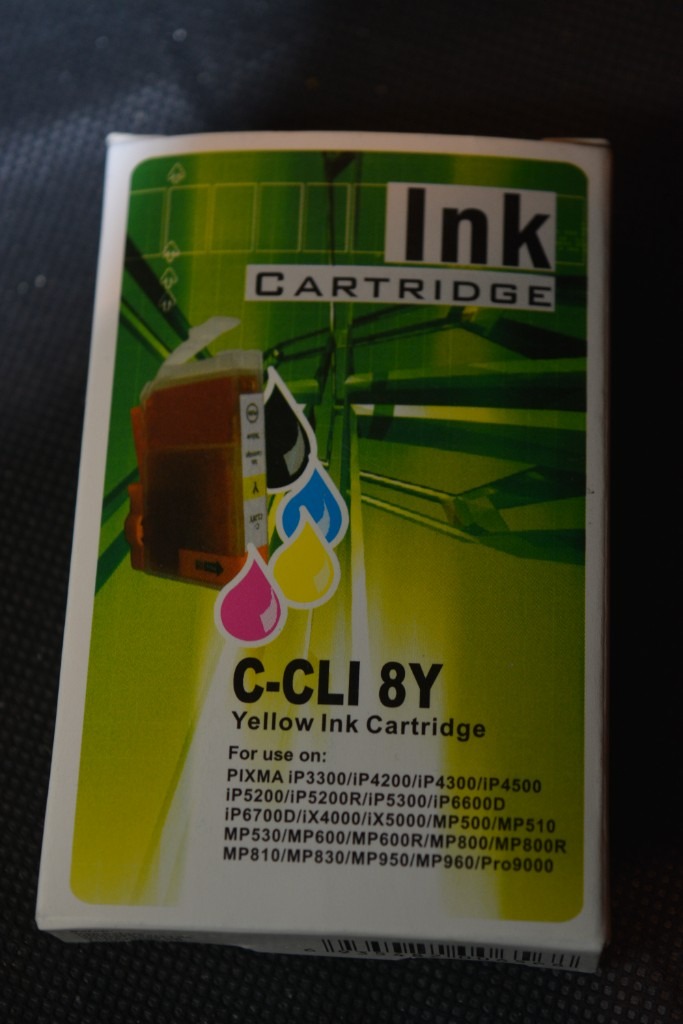 Ink
CARTRIDGE
Y
C-CLI 8Y
Yellow Ink Cartridge
For use on:
PIXMA iP3300/iP4200/iP4300/iP4500
iP5200/iP5200R/iP5300/iP6600D
iP6700D/iX4000/iX5000/MP500/MP510
MP530/MP600/MP600R/MP800/MP800R
MP810/MP830/MP950/MP960/Pro9000